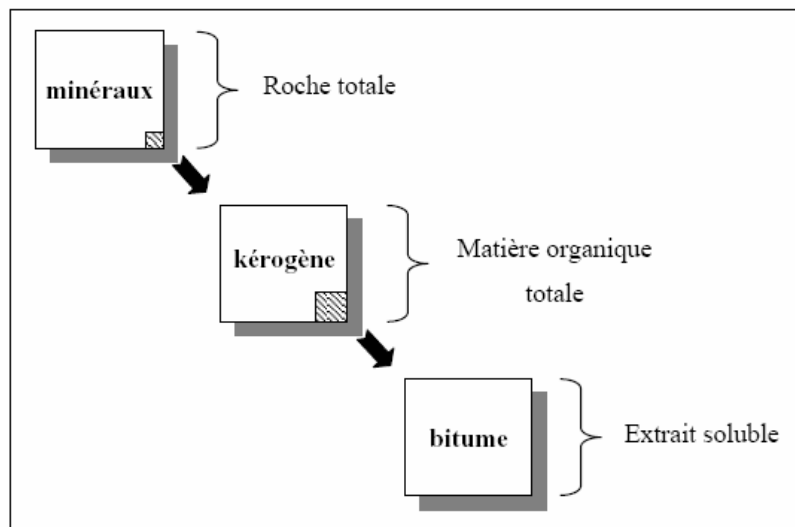 minéraux
Roche totale
kérogène
Matière organique
totale
bitume
Extrait soluble